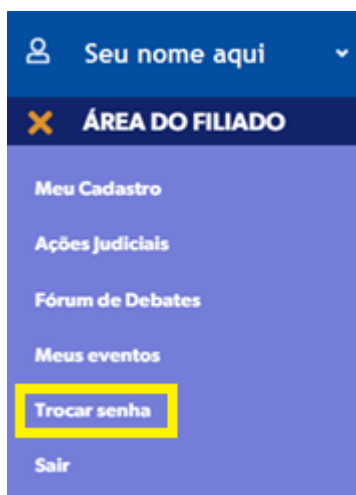 Seu nome aqui
ÁREA DO FILIADO
Meu Cadastro
Ações Judiciais
Fórum de Debates
Meus eventos
Trocar senha
Sair